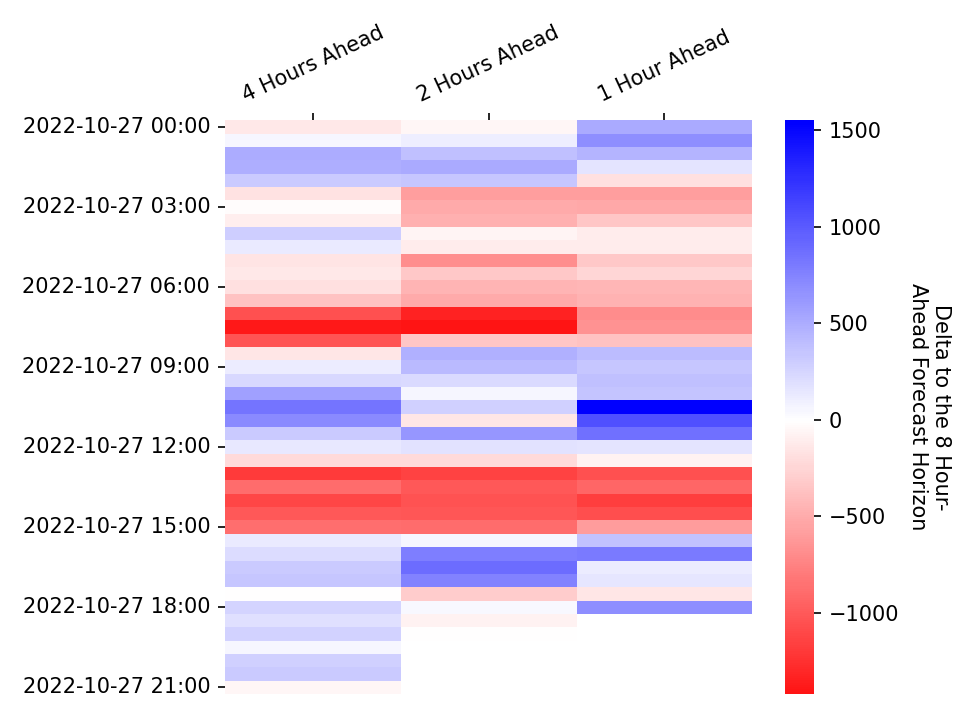 4 Hours Ahead
2 Hours Ahead
1 Hour Ahead
2022-10-27 00:00
2022-10-27 03:00
2022-10-27 06:00
2022-10-27 09:00
2022-10-27 12:00
2022-10-27 15:00
2022-10-27 18:00
2022-10-27 21:00
1500
1000
500
0
−500
−1000
Delta to the 8 Hour-
Ahead Forecast Horizon